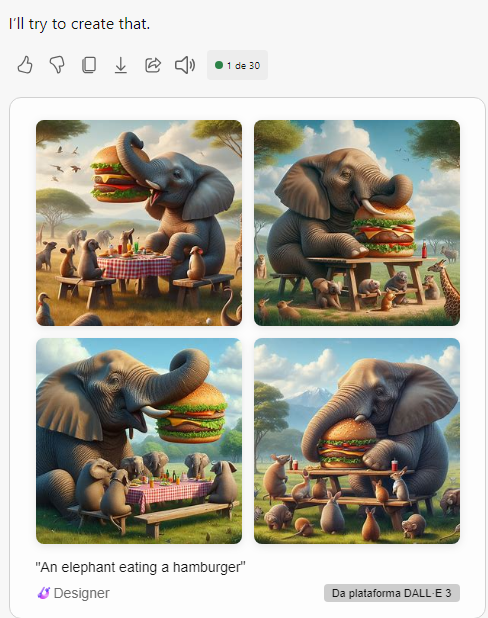 I'll try to create that.
1 de 30
"An elephant eating a hamburger"
Designer
Da plataforma DALL·E 3